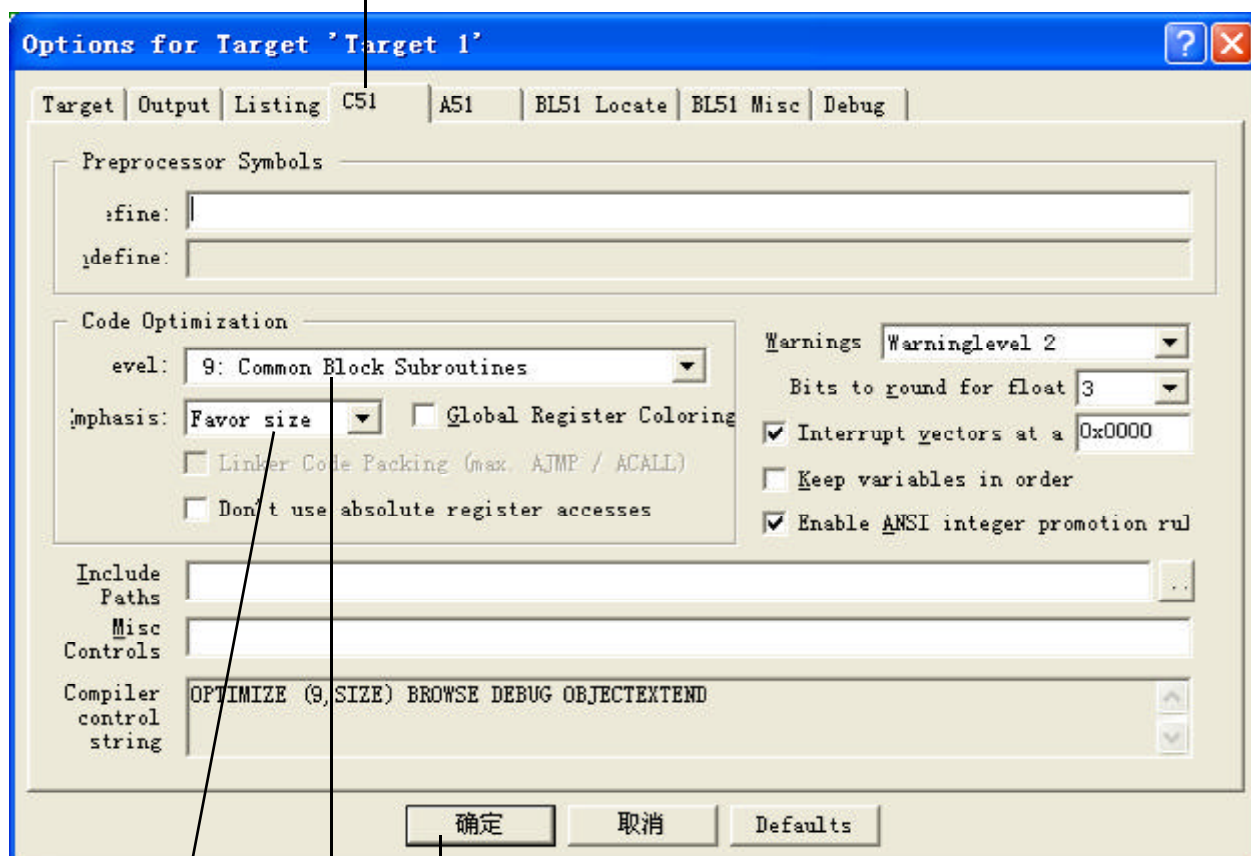 Options for Target 'Target 1'
Target Output Listing C51 A51 BL51 Locate BL51 Misc Debug
Preprocessor Symbols
efine:
define:
Code Optimization
evel: 9: Common Block Subroutines
mphasis: Favor size Global Register Coloring
Linker Code Packing (max. AJMP / ACALL)
Don't use absolute register accesses
Warnings Warninglevel 2
Bits to round for float 3
Interrupt vectors at a 0x0000
Keep variables in order
Enable ANSI integer promotion rul
Include Paths ..
Misc Controls
Compiler control string OPTIMIZE (9,SIZE) BROWSE DEBUG OBJECTEXTEND
确定 取消 Defaults